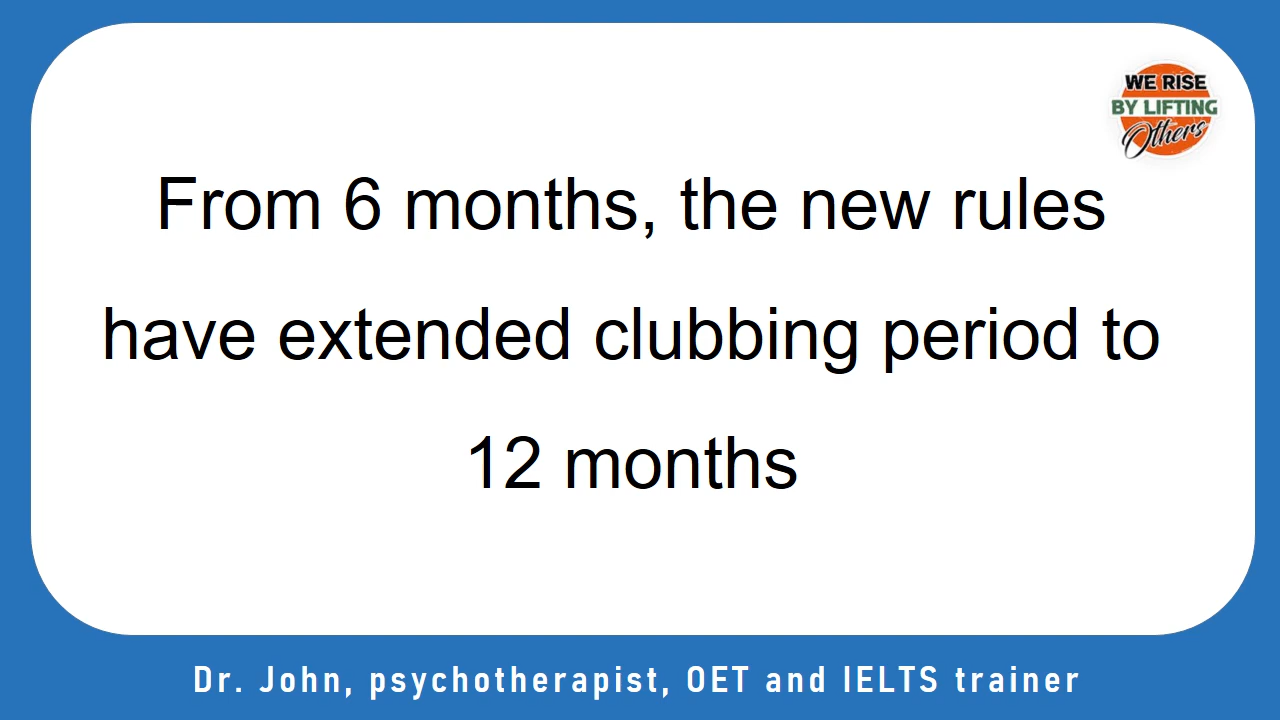 WE RISE
BY LIFTING
Others
From 6 months, the new rules
have extended clubbing period to
12 months
Dr. John, psychotherapist, OET and IELTS trainer